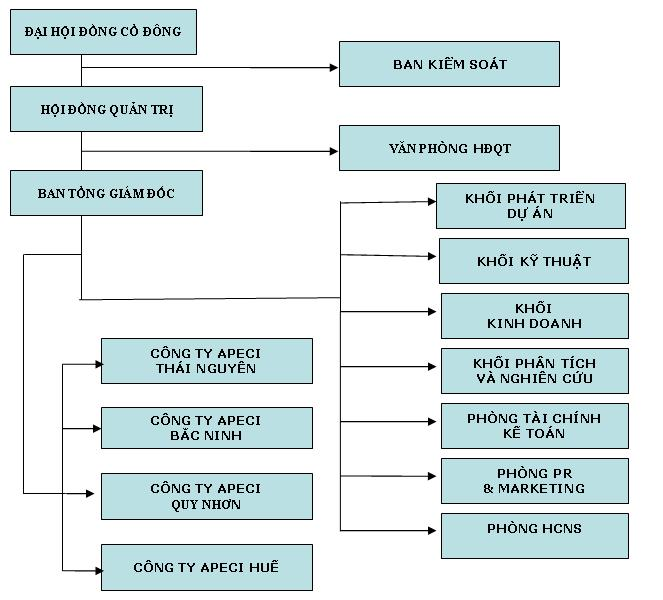 ĐẠI HỘI ĐỒNG CỔ ĐÔNG
BAN KIỂM SOÁT
HỘI ĐỒNG QUẢN TRỊ
VĂN PHÒNG HĐQT
BAN TỔNG GIÁM ĐỐC
KHỐI PHÁT TRIỂN
DỰ ÁN
KHỐI KỸ THUẬT
KHỐI
KINH DOANH
KHỐI PHÂN TÍCH
VÀ NGHIÊN CỨU
PHÒNG TÀI CHÍNH
KẾ TOÁN
PHÒNG PR
& MARKETING
PHÒNG HCNS
CÔNG TY APECI
THÁI NGUYÊN
CÔNG TY APECI
BẮC NINH
CÔNG TY APECI
QUY NHƠN
CÔNG TY APECI HUẾ